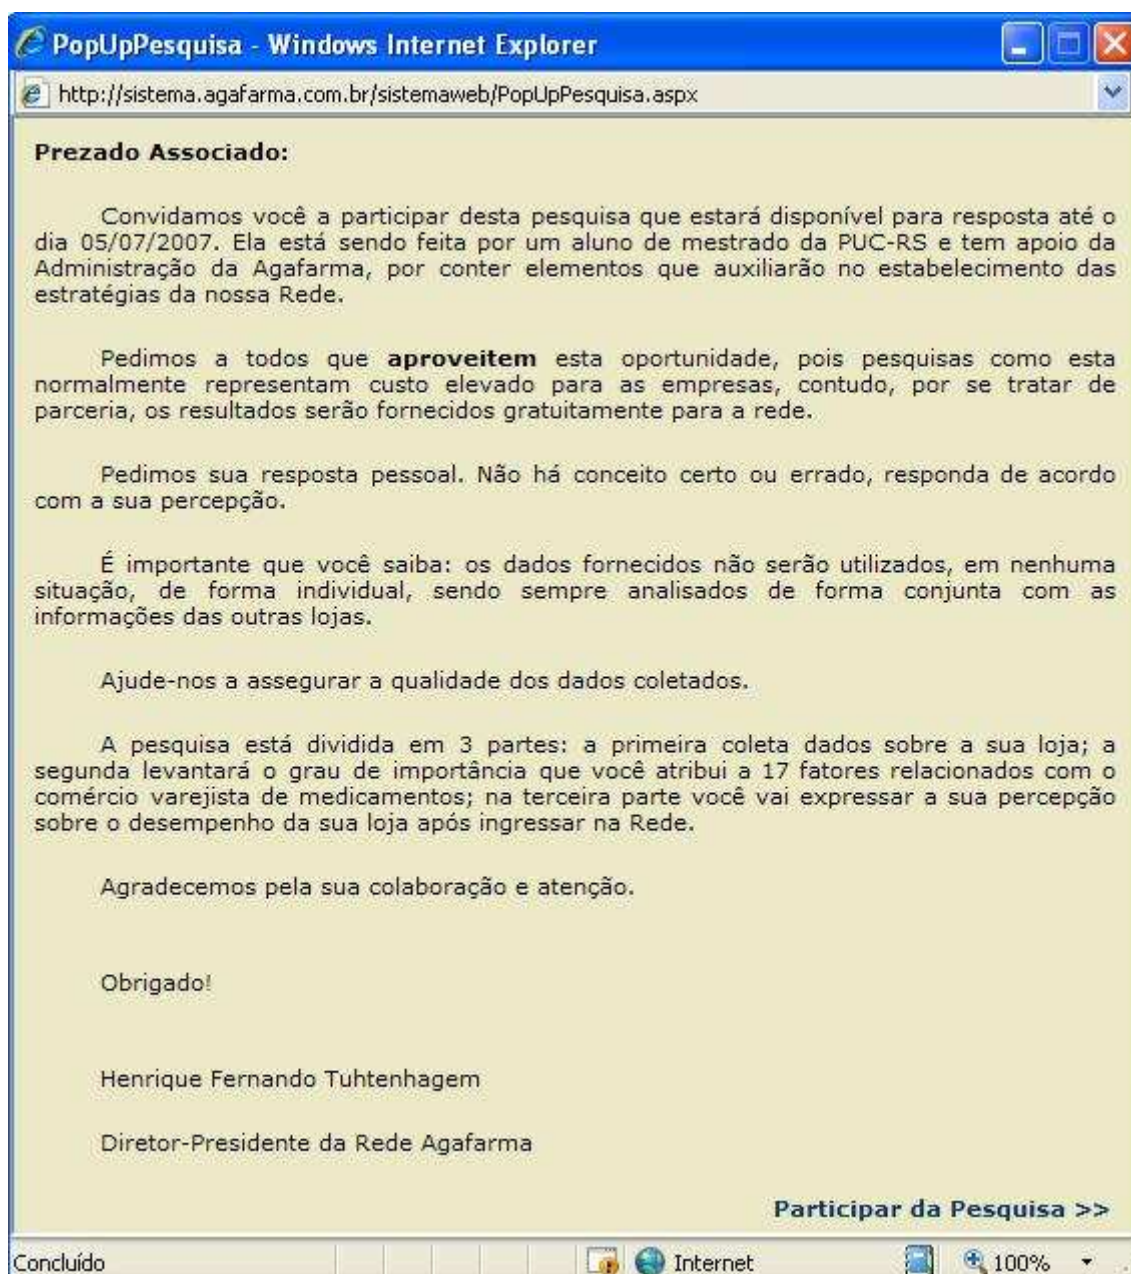 PopUpPesquisa - Windows Internet Explorer
http://sistema.agafarma.com.br/sistemaweb/PopUpPesquisa.aspx
Prezado Associado:
Convidamos você a participar desta pesquisa que estará disponível para resposta até o
dia 05/07/2007. Ela está sendo feita por um aluno de mestrado da PUC-RS e tem apoio da
Administração da Agafarma, por conter elementos que auxiliarão no estabelecimento das
estratégias da nossa Rede.
Pedimos a todos que aproveitem esta oportunidade, pois pesquisas como esta
normalmente representam custo elevado para as empresas, contudo, por se tratar de
parceria, os resultados serão fornecidos gratuitamente para a rede.
Pedimos sua resposta pessoal. Não há conceito certo ou errado, responda de acordo
com a sua percepção.
É importante que você saiba: os dados fornecidos não serão utilizados, em nenhuma
situação, de forma individual, sendo sempre analisados de forma conjunta com as
informações das outras lojas.
Ajude-nos a assegurar a qualidade dos dados coletados.
A pesquisa está dividida em 3 partes: a primeira coleta dados sobre a sua loja; a
segunda levantará o grau de importância que você atribui a 17 fatores relacionados com o
comércio varejista de medicamentos; na terceira parte você vai expressar a sua percepção
sobre o desempenho da sua loja após ingressar na Rede.
Agradecemos pela sua colaboração e atenção.
Obrigado!
Henrique Fernando Tuhtenhagem
Diretor-Presidente da Rede Agafarma
Participar da Pesquisa >>
Concluído Internet 100%